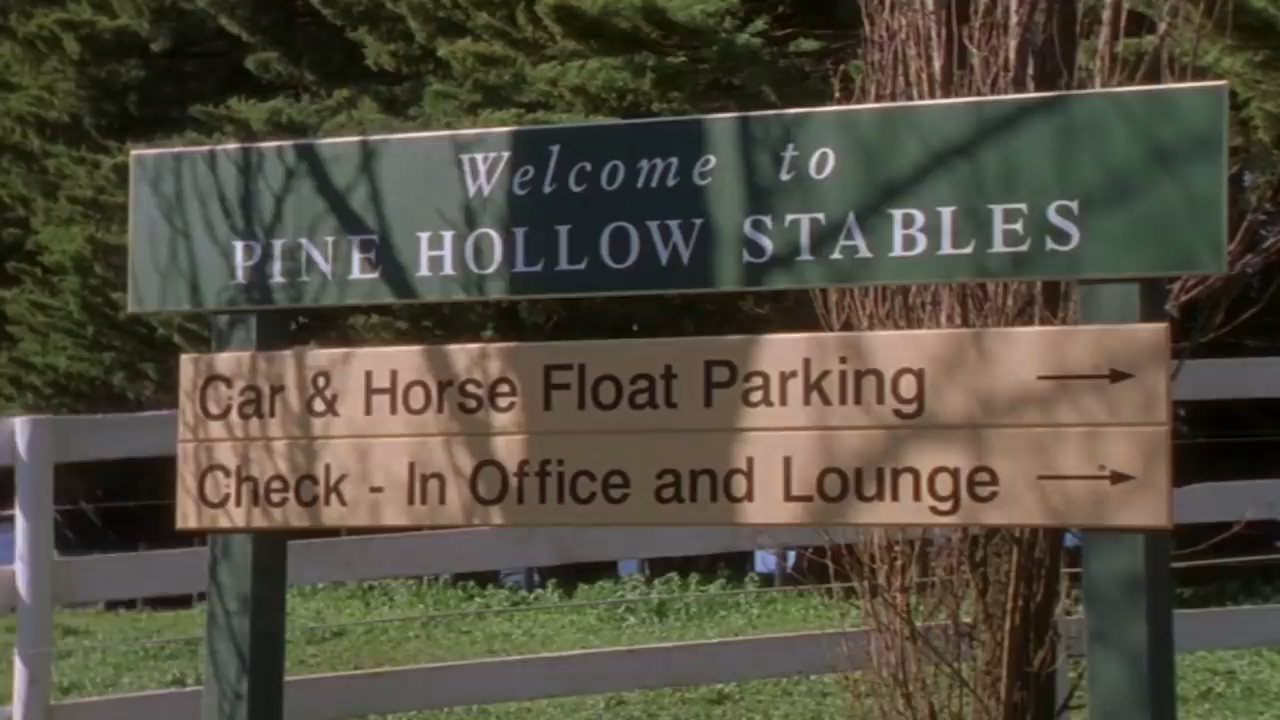 Welcome to
PINE HOLLOW STABLES
Car & Horse Float Parking
Check - In Office and Lounge